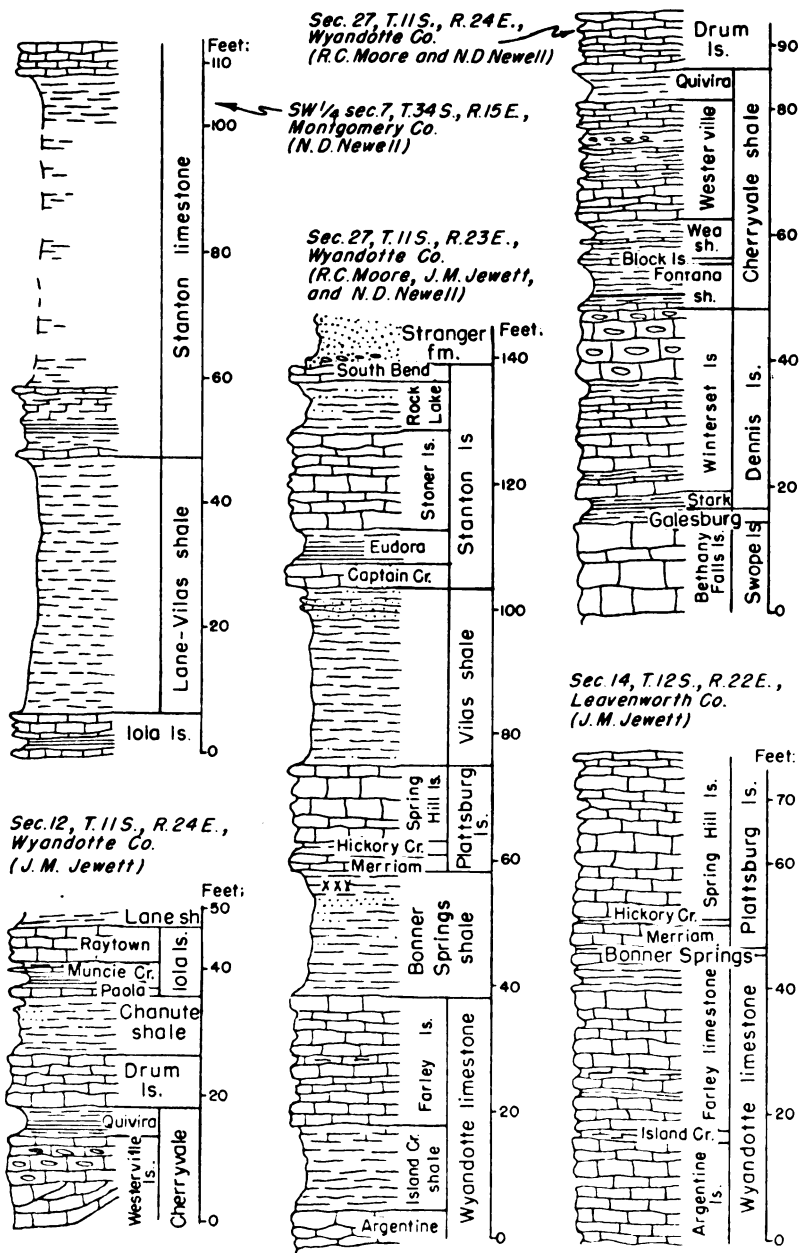 Feet:
110
100
80
60
40
20
0
Stanton limestone
Lane-Vilas shale
Iola ls.
SW 1/4 sec.7, T.34 S., R.15 E.,
Montgomery Co.
(N.D. Newell)
Sec. 27, T.11 S., R. 24 E.,
Wyandotte Co.
(R.C. Moore and N.D. Newell)
Drum
ls.
Quivira
Westerville
Wea
sh.
Block ls.
Fontana
sh.
Cherryvale shale
Winterset ls
Stark
Dennis ls.
Galesburg
Bethany
Falls ls.
Swope ls
90
80
60
40
20
0
Sec. 27, T. 11 S., R. 23 E.,
Wyandotte Co.
(R.C. Moore, J. M. Jewett,
and N. D. Newell)
Feet:
Stranger
fm.
South Bend
Rock
Lake
Stoner ls.
Eudora
Captain Cr.
Stanton ls
Vilas shale
Spring
Hill ls.
Hickory Cr.
Merriam
Plattsburg
ls.
XXX
Bonner
Springs
shale
Farley ls.
Island Cr.
shale
Argentine
Wyandotte limestone
140
120
100
80
60
40
20
0
Sec. 12, T. 11 S., R. 24 E.,
Wyandotte Co.
(J. M. Jewett)
Feet:
50
40
20
0
Lane sh
Raytown
Muncie Cr.
Paola
Iola ls.
Chanute
shale
Drum
ls.
Quivira
Westerville
ls.
Cherryvale
Sec. 14, T. 12 S., R. 22 E.,
Leavenworth Co.
(J. M. Jewett)
Feet:
70
60
40
20
0
Spring Hill ls.
Hickory Cr.
Merriam
Plattsburg ls.
Bonner Springs
Farley limestone
Island Cr.
Argentine
ls.
Wyandotte limestone